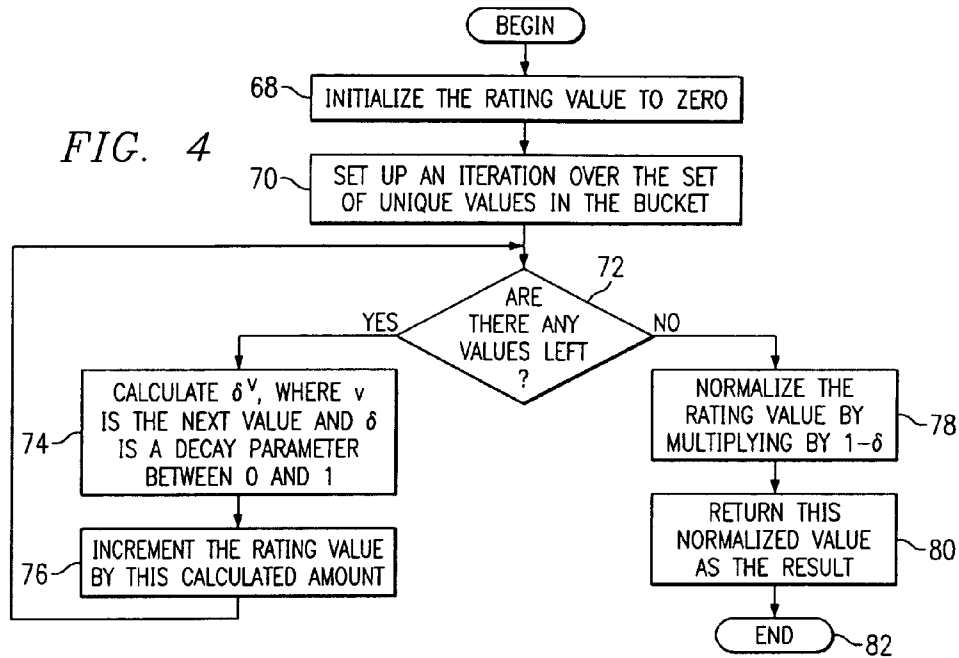 BEGIN
68
INITIALIZE THE RATING VALUE TO ZERO
FIG. 4
70
SET UP AN ITERATION OVER THE SET
OF UNIQUE VALUES IN THE BUCKET
72
ARE
THERE ANY
VALUES LEFT
?
YES
NO
CALCULATE δ^v, WHERE v
IS THE NEXT VALUE AND δ
IS A DECAY PARAMETER
BETWEEN 0 AND 1
74
INCREMENT THE RATING VALUE
BY THIS CALCULATED AMOUNT
76
NORMALIZE THE
RATING VALUE BY
MULTIPLYING BY 1-δ
78
RETURN THIS
NORMALIZED VALUE
AS THE RESULT
80
END
82